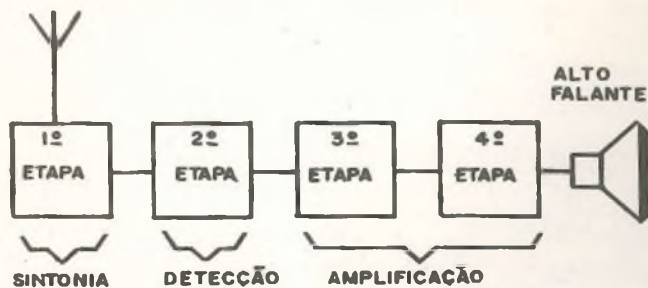 ALTO
FALANTE
1º
ETAPA
2º
ETAPA
3º
ETAPA
4º
ETAPA
SINTONIA
DETECÇÃO
AMPLIFICAÇÃO